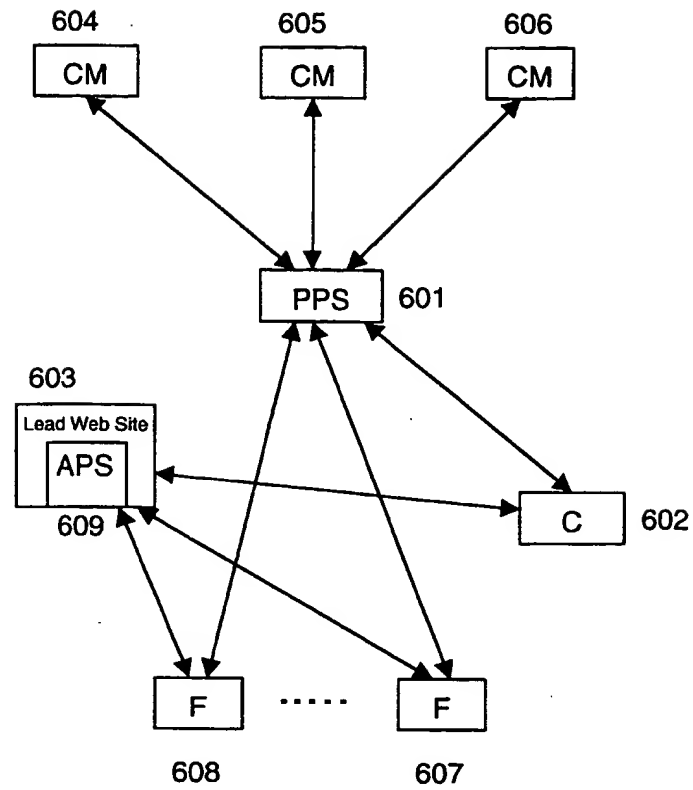 604
605
606
CM
CM
CM
PPS
601
603
Lead Web Site
APS
609
C
602
F
.....
F
608
607